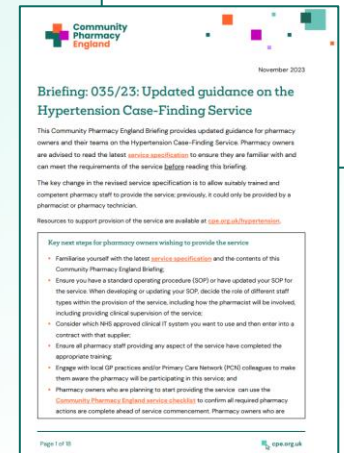 Community
Pharmacy
England
November 2023
Briefing: 035/23: Updated guidance on the
Hypertension Case-Finding Service
This Community Pharmacy England Briefing provides updated guidance for pharmacy
owners and their teams on the Hypertension Case-Finding Service. Pharmacy owners
are advised to read the latest service specification to ensure they are familiar with and
can meet the requirements of the service before reading this briefing.
The key change in the revised service specification is to allow suitably trained and
competent pharmacy staff to provide the service; previously, it could only be provided by a
pharmacist or pharmacy technician.
Resources to support provision of the service are available at cpe.org.uk/hypertension.
Key next steps for pharmacy owners wishing to provide the service
• Familiarise yourself with the latest service specification and the contents of this
Community Pharmacy England Briefing;
• Ensure you have a standard operating procedure (SOP) or have updated your SOP for
the service. When developing or updating your SOP, decide the role of different staff
types within the provision of the service, including how the pharmacist will be involved,
including providing clinical supervision of the service;
• Consider which NHS approved clinical IT system you want to use and then enter into a
contract with that supplier;
• Ensure all pharmacy staff providing any aspect of the service have completed the
appropriate training;
• Engage with local GP practices and/or Primary Care Network (PCN) colleagues to make
them aware the pharmacy will be participating in this service; and
• Pharmacy owners who are planning to start providing the service can use the
Community Pharmacy England service checklist to confirm all required pharmacy
actions are complete ahead of service commencement. Pharmacy owners who are
Page 1 of 18
cpe.org.uk